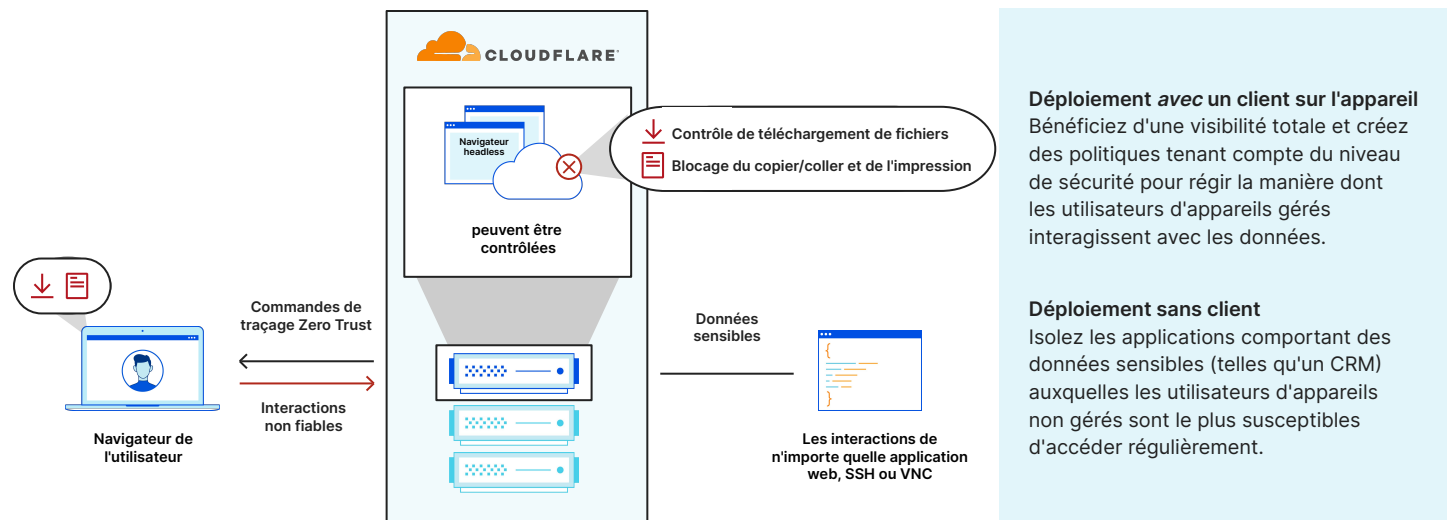 CLOUDFLARE
Navigateur
headless
Contrôle de téléchargement de fichiers
Blocage du copier/coller et de l'impression
peuvent être
contrôlées
Commandes de
traçage Zero Trust
Interactions
non fiables
Navigateur de
l'utilisateur
Données
sensibles
Les interactions de
n'importe quelle application
web, SSH ou VNC
Déploiement avec un client sur l'appareil
Bénéficiez d'une visibilité totale et créez
des politiques tenant compte du niveau
de sécurité pour régir la manière dont
les utilisateurs d'appareils gérés
interagissent avec les données.
Déploiement sans client
Isolez les applications comportant des
données sensibles (telles qu'un CRM)
auxquelles les utilisateurs d'appareils
non gérés sont le plus susceptibles
d'accéder régulièrement.